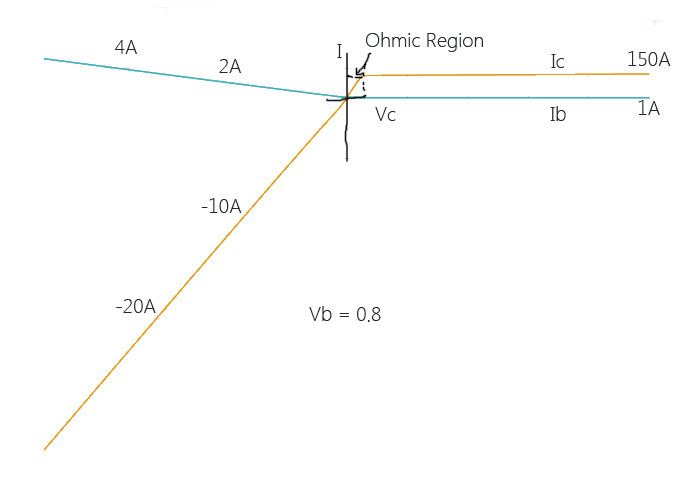 I
Ohmic Region
4A
2A
Ic
150A
Vc
Ib
1A
-10A
-20A
Vb = 0.8